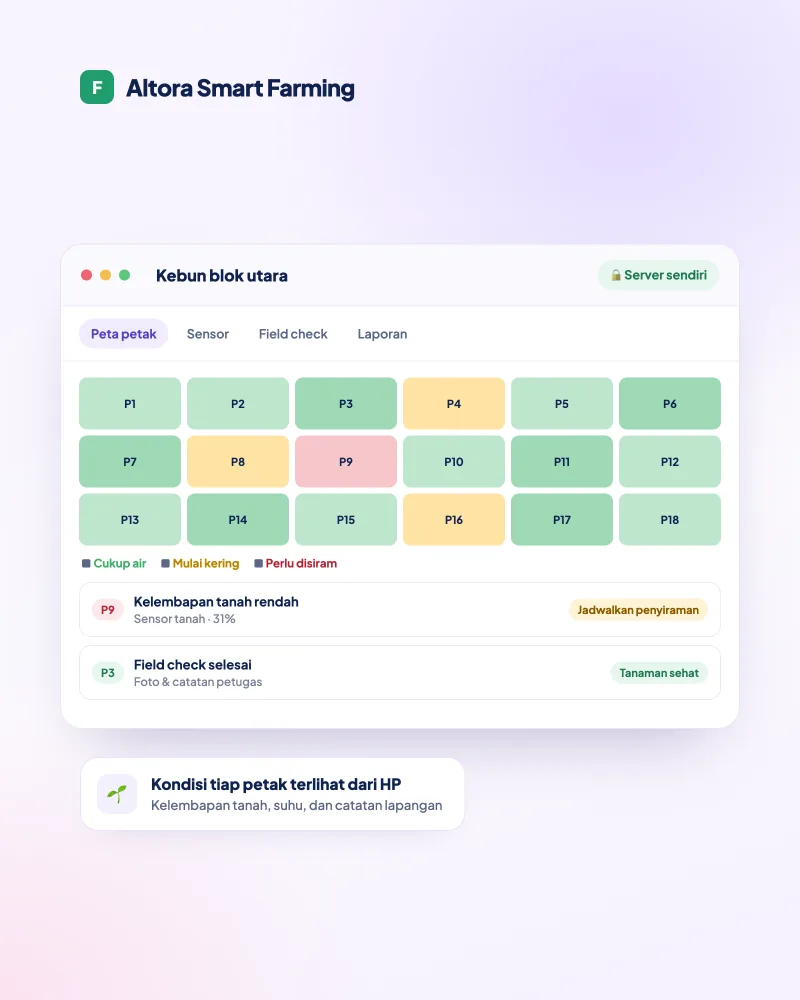 F
Altora Smart Farming
Kebun blok utara
Server sendiri
Peta petak Sensor Field check Laporan
P1 P2 P3 P4 P5 P6
P7 P8 P9 P10 P11 P12
P13 P14 P15 P16 P17 P18
Cukup air Mulai kering Perlu disiram
P9
Kelembapan tanah rendah
Sensor tanah · 31%
Jadwalkan penyiraman
P3
Field check selesai
Foto & catatan petugas
Tanaman sehat
Kondisi tiap petak terlihat dari HP
Kelembapan tanah, suhu, dan catatan lapangan